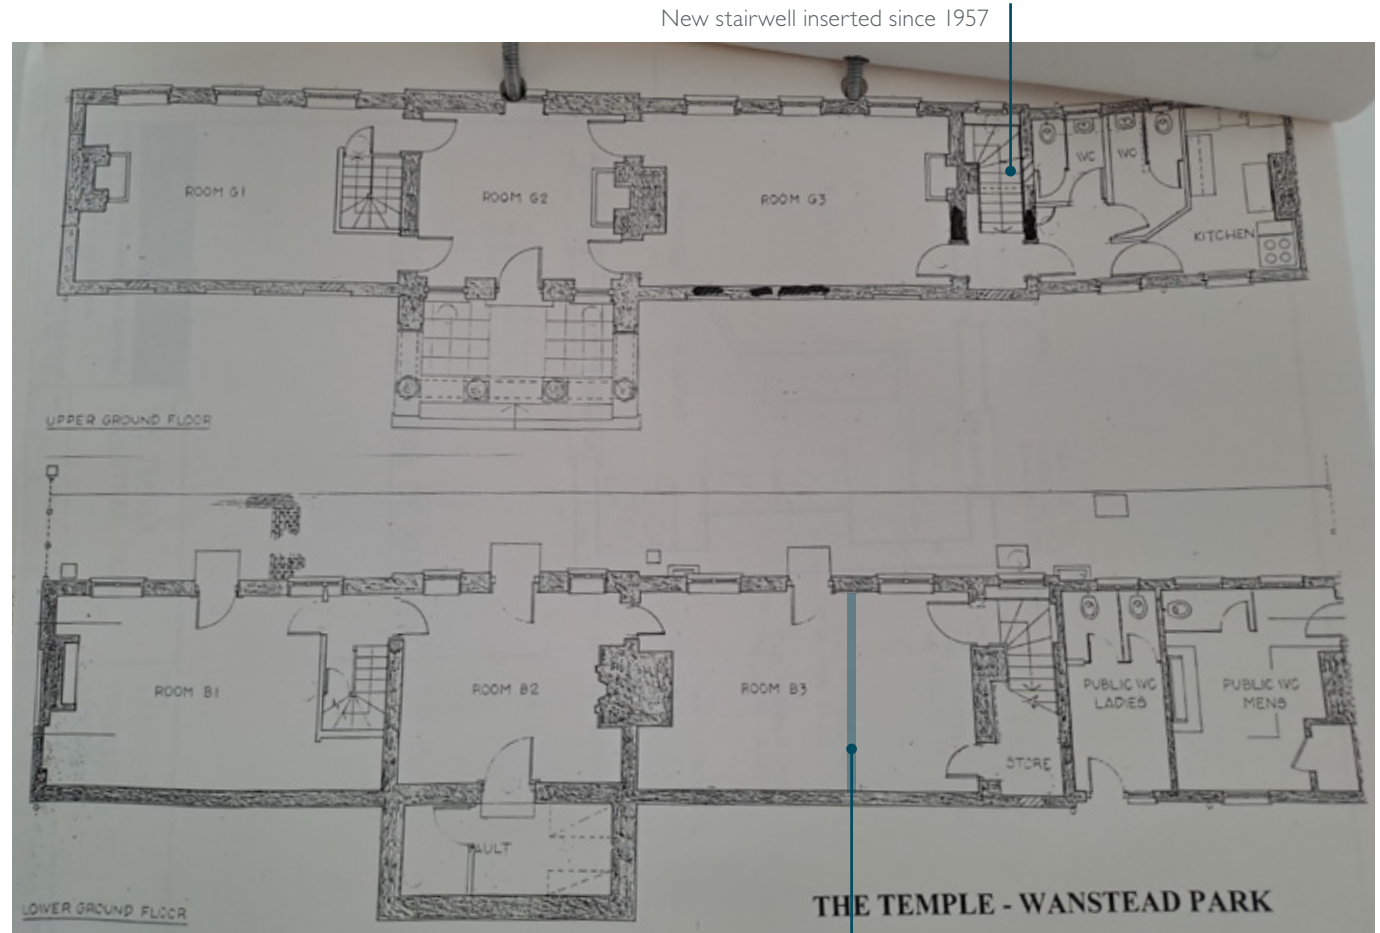 New stairwell inserted since 1957
ROOM G1
ROOM G2
ROOM G3
WC
WC
KITCHEN
UPPER GROUND FLOOR
ROOM B1
ROOM B2
ROOM B3
PUBLIC WC
LADIES
PUBLIC WC
MENS
STORE
AULT
THE TEMPLE - WANSTEAD PARK
LOWER GROUND FLOOR